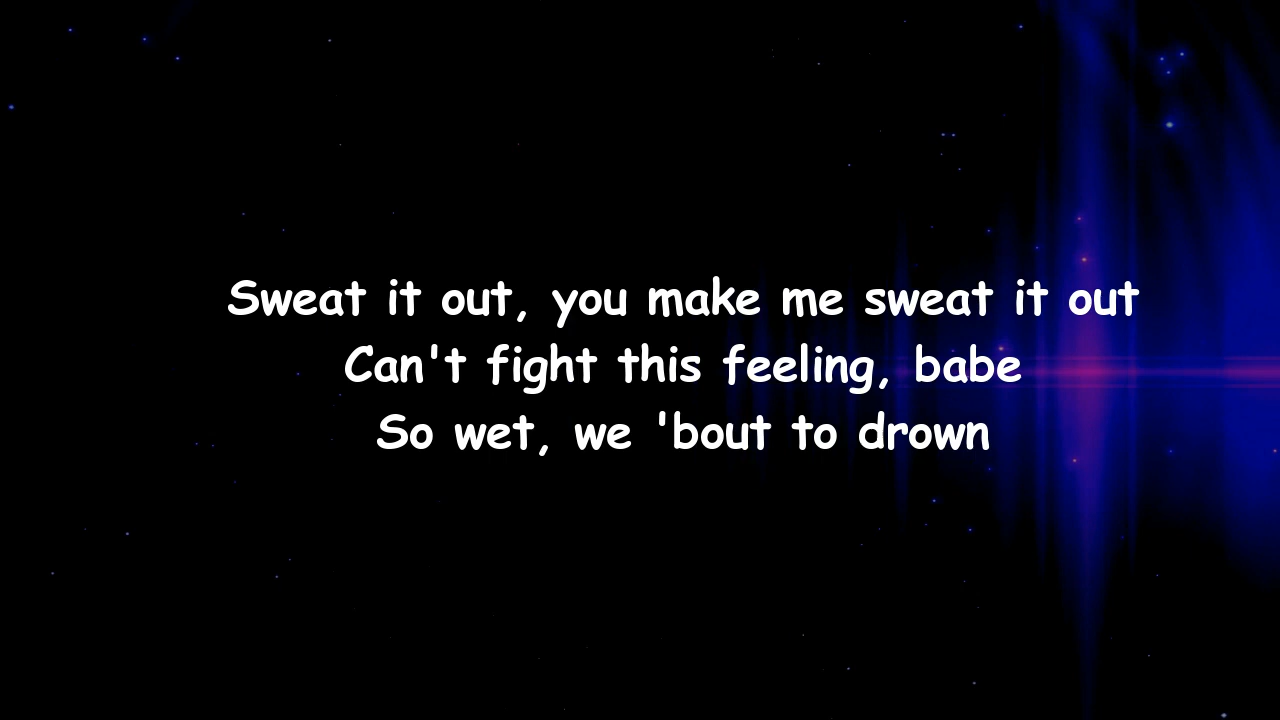 Sweat it out, you make me sweat it out
Can't fight this feeling, babe
So wet, we 'bout to drown